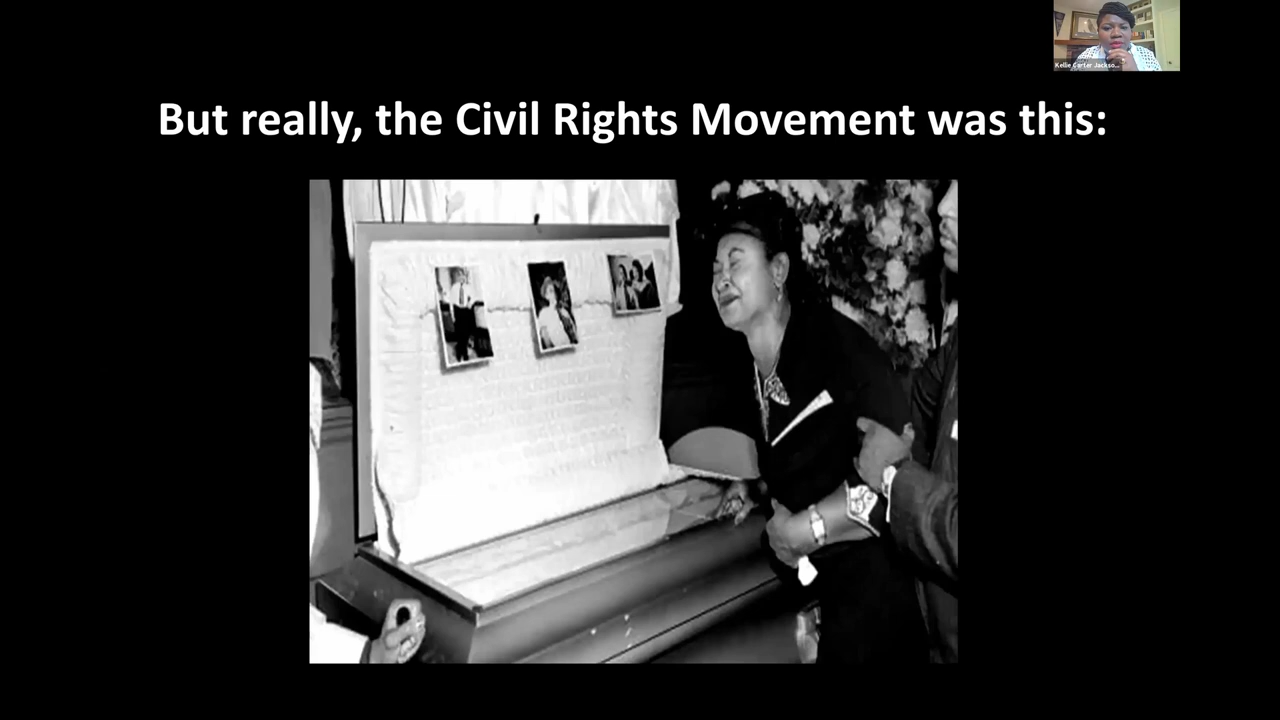 Kellie Carter Jackso...
But really, the Civil Rights Movement was this: